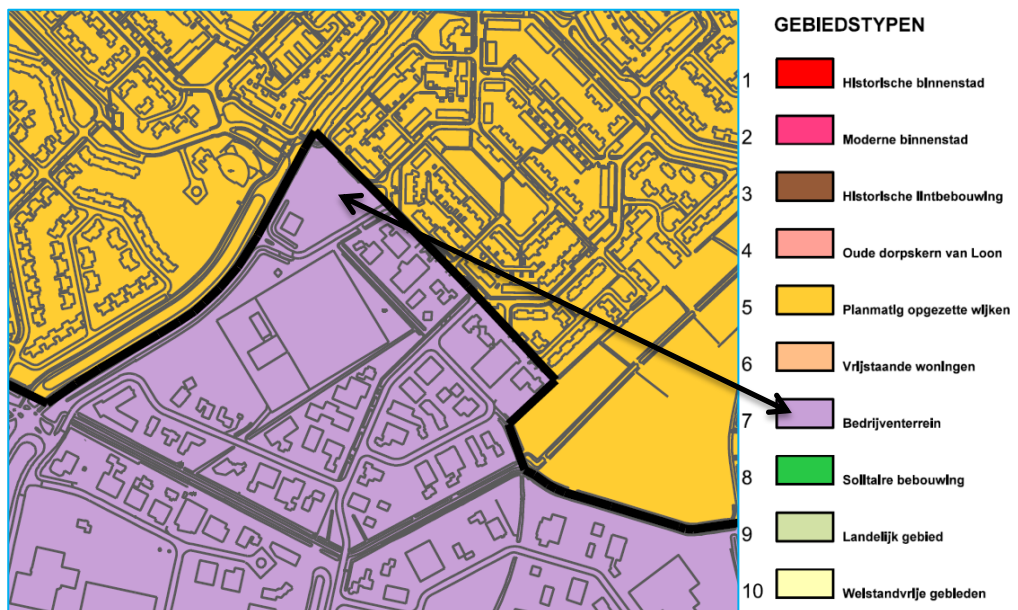 GEBIEDSTYPEN
1 Historische binnenstad
2 Moderne binnenstad
3 Historische lintbebouwing
4 Oude dorpskern van Loon
5 Planmatig opgezette wijken
6 Vrijstaande woningen
7 Bedrijventerrein
8 Solitaire bebouwing
9 Landelijk gebied
10 Welstandvrije gebieden